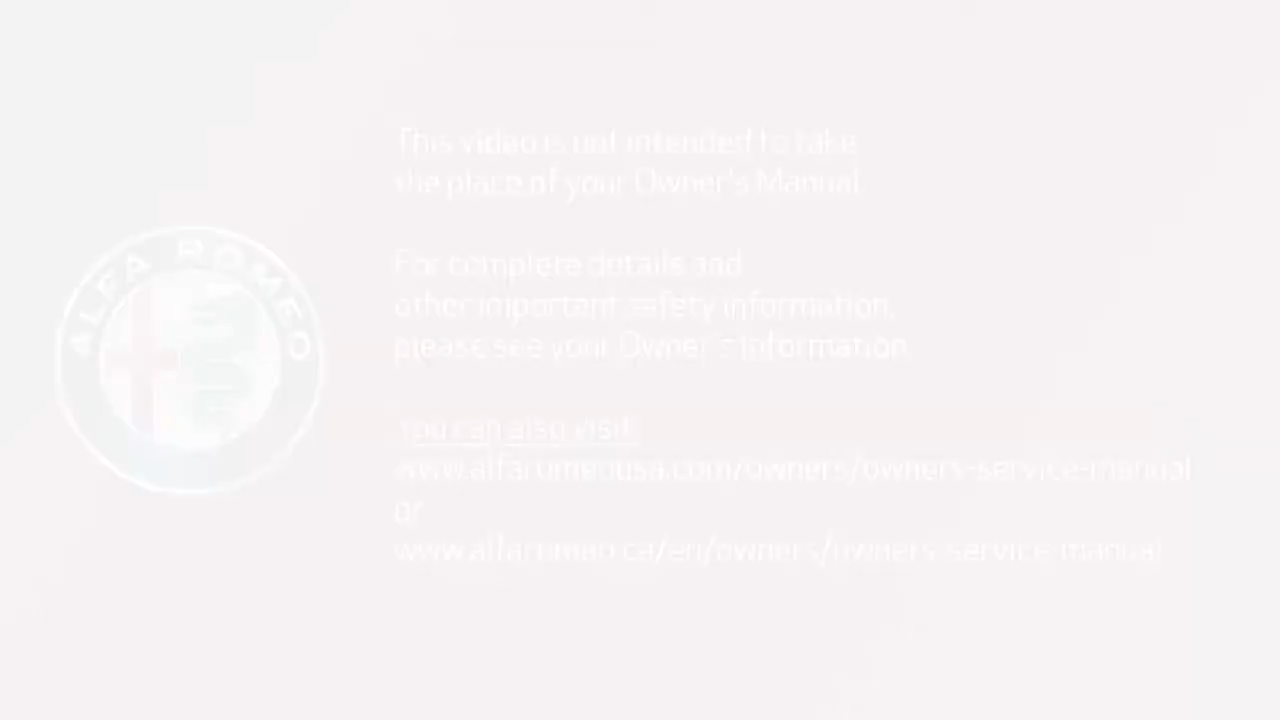 ALFA ROMEO
This video is not intended to take
the place of your Owner's Manual.
For complete details and
other important safety information,
please see your Owner's Information.
You can also visit:
www.alfaromeousa.com/owners/owners-service-manual
or
www.alfaromeo.ca/en/owners/owners-service-manual